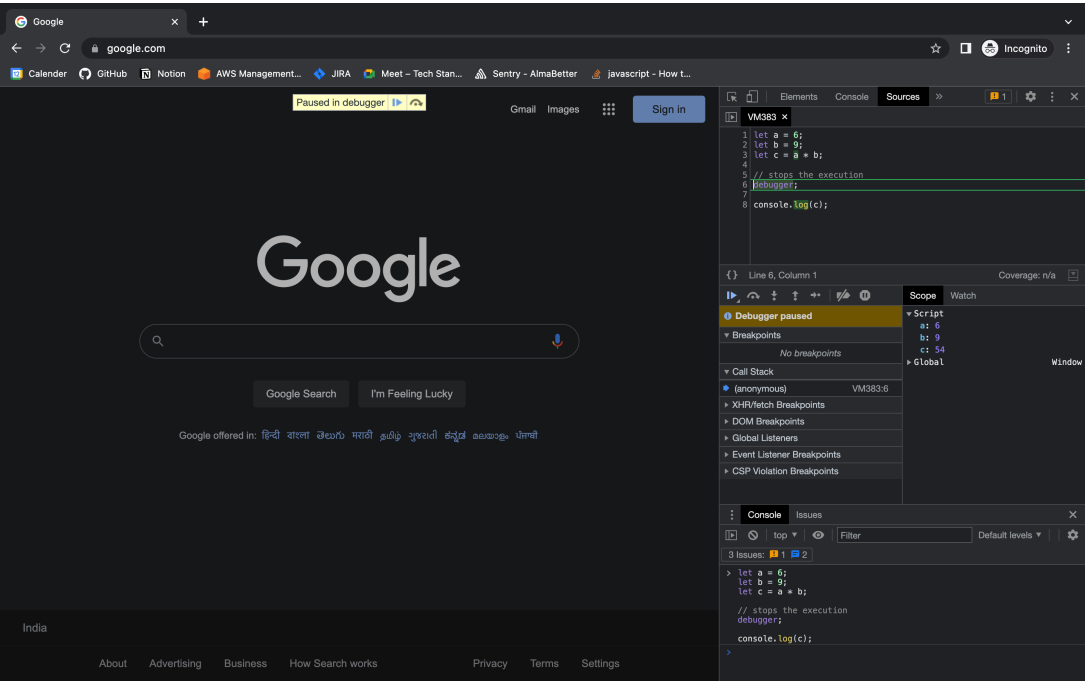 Google
google.com
Incognito
Calender GitHub Notion AWS Management... JIRA Meet – Tech Stan... Sentry - AlmaBetter javascript - How t...
Paused in debugger
Gmail Images Sign in
Google
Google Search I'm Feeling Lucky
Google offered in: हिन्दी বাংলা తెలుగు मराठी தமிழ் ગુજરાતી ಕನ್ನಡ മലയാളം ਪੰਜਾਬੀ
India
About Advertising Business How Search works Privacy Terms Settings
Elements Console Sources » 1
VM383 ×
1 let a = 6;
2 let b = 9;
3 let c = a * b;
4
5 // stops the execution
6 debugger;
7
8 console.log(c);
{} Line 6, Column 1 Coverage: n/a
Scope Watch
Debugger paused
Breakpoints
No breakpoints
Call Stack
(anonymous) VM383:6
XHR/fetch Breakpoints
DOM Breakpoints
Global Listeners
Event Listener Breakpoints
CSP Violation Breakpoints
Script
a: 6
b: 9
c: 54
Global Window
Console Issues
top Filter Default levels
3 Issues: 1 2
> let a = 6;
let b = 9;
let c = a * b;
// stops the execution
debugger;
console.log(c);
>